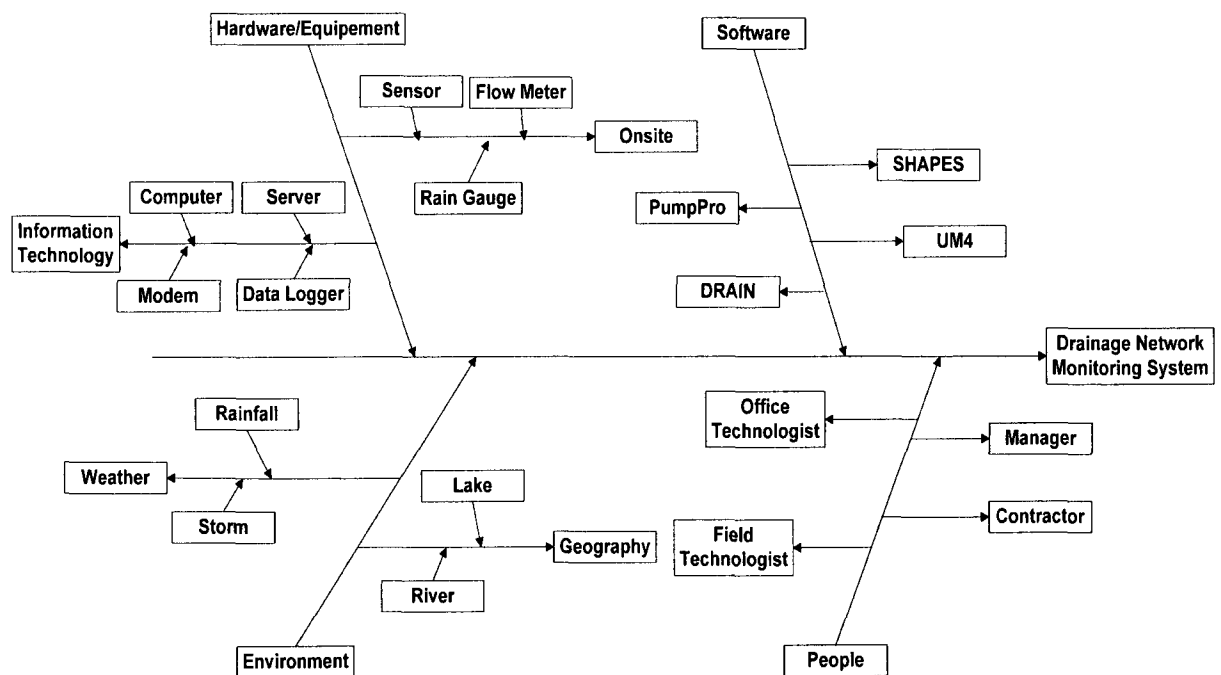 Hardware/Equipement
Software
Sensor
Flow Meter
Onsite
SHAPES
Computer
Server
Rain Gauge
PumpPro
Information
Technology
UM4
Modem
Data Logger
DRAIN
Drainage Network
Monitoring System
Rainfall
Office
Technologist
Manager
Weather
Lake
Storm
Contractor
Geography
Field
Technologist
River
Environment
People